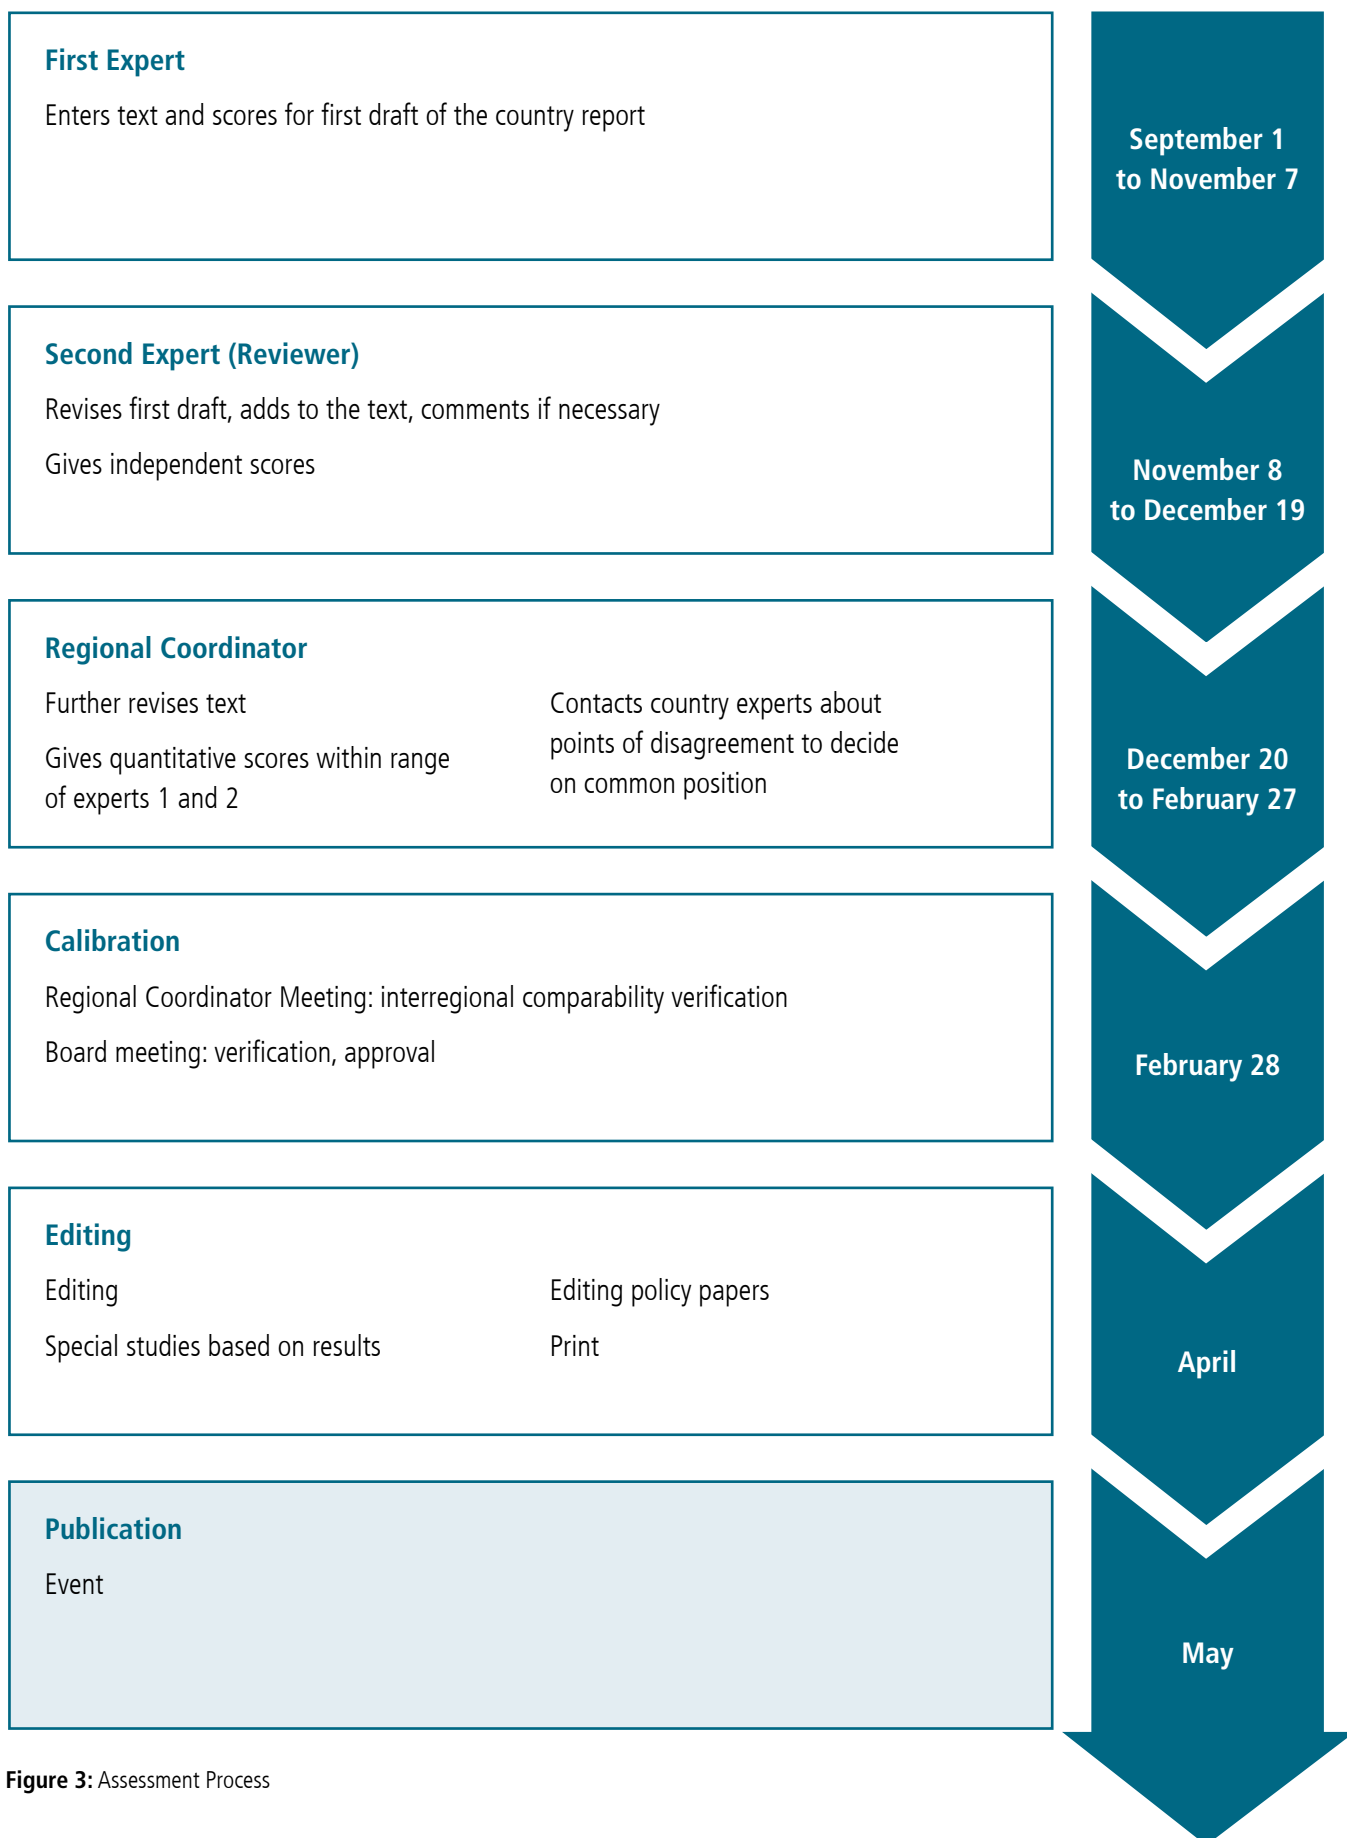 First Expert
Enters text and scores for first draft of the country report
September 1
to November 7
Second Expert (Reviewer)
Revises first draft, adds to the text, comments if necessary
Gives independent scores
November 8
to December 19
Regional Coordinator
Further revises text
Gives quantitative scores within range
of experts 1 and 2
Contacts country experts about
points of disagreement to decide
on common position
December 20
to February 27
Calibration
Regional Coordinator Meeting: interregional comparability verification
Board meeting: verification, approval
February 28
Editing
Editing
Special studies based on results
Editing policy papers
Print
April
Publication
Event
May
Figure 3: Assessment Process